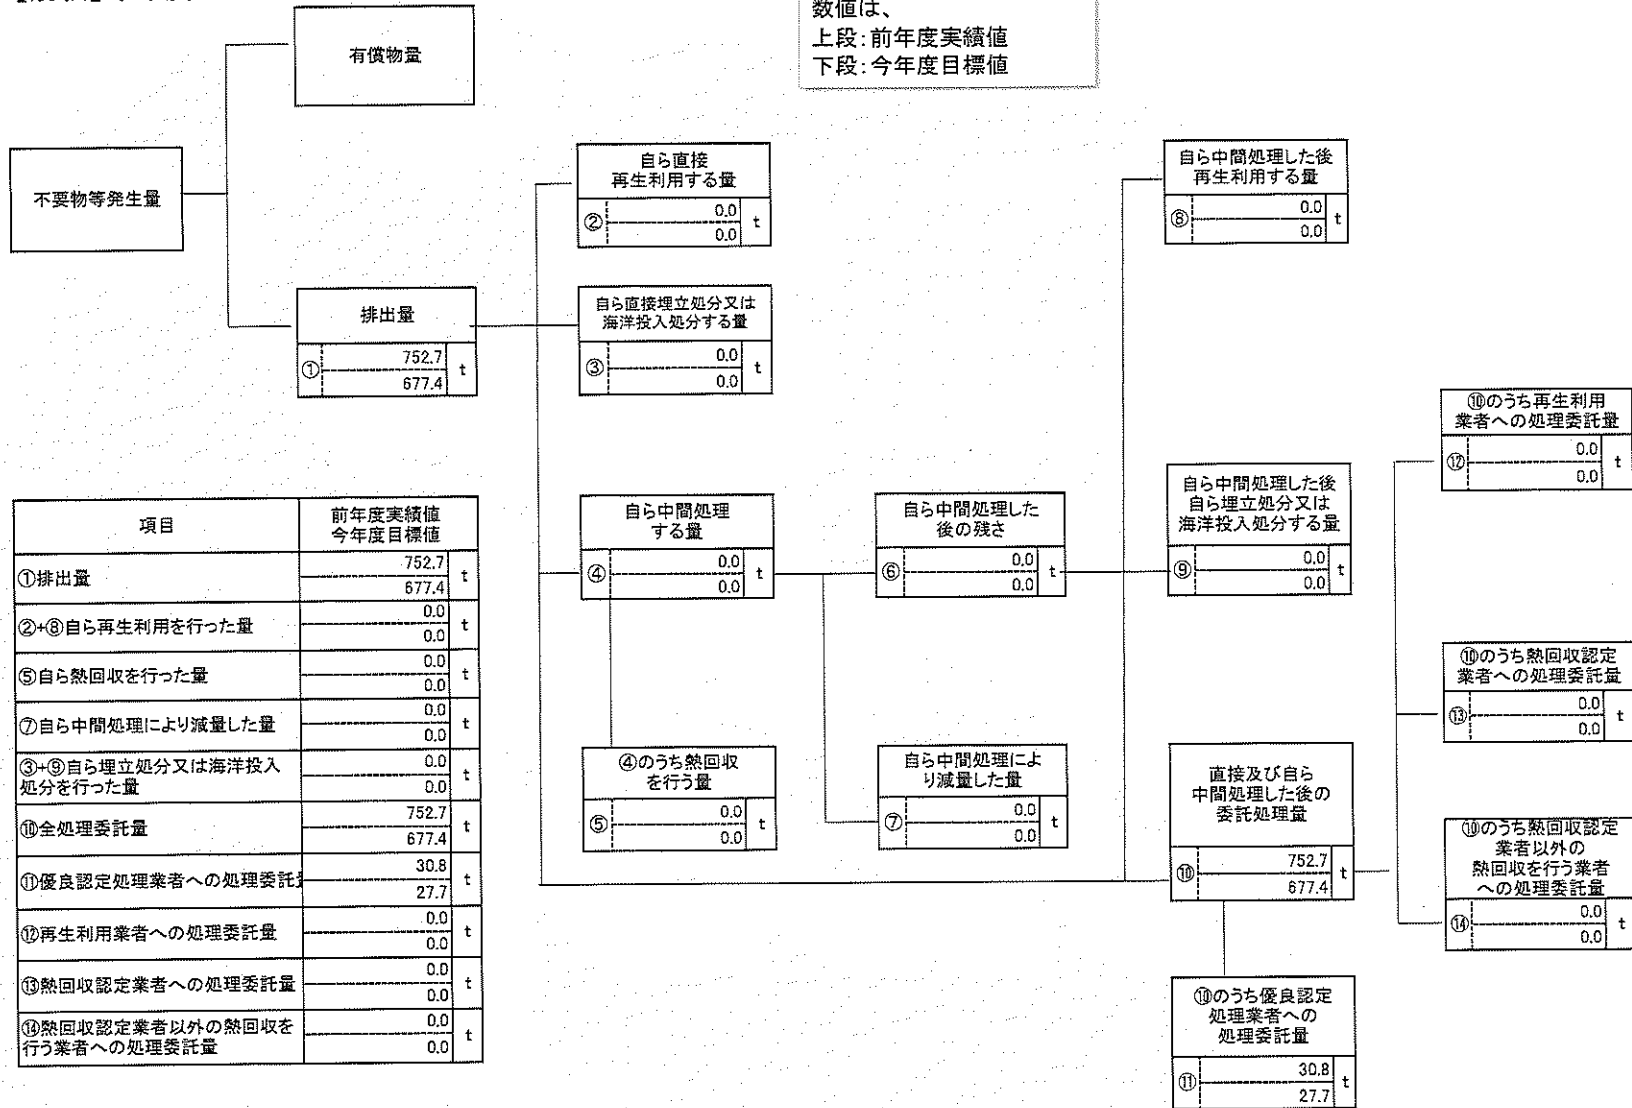 数値は、
上段:前年度実績値
下段:今年度目標値
有償物量
不要物等発生量
排出量
① 752.7 t
677.4
自ら直接
再生利用する量
② 0.0 t
0.0
自ら直接埋立処分又は
海洋投入処分する量
③ 0.0 t
0.0
自ら中間処理
する量
④ 0.0 t
0.0
④のうち熱回収
を行う量
⑤ 0.0 t
0.0
自ら中間処理した
後の残さ
⑥ 0.0 t
0.0
自ら中間処理によ
り減量した量
⑦ 0.0 t
0.0
自ら中間処理した後
再生利用する量
⑧ 0.0 t
0.0
自ら中間処理した後
自ら埋立処分又は
海洋投入処分する量
⑨ 0.0 t
0.0
直接及び自ら
中間処理した後の
委託処理量
⑩ 752.7 t
677.4
⑩のうち優良認定
処理業者への
処理委託量
⑪ 30.8 t
27.7
⑩のうち再生利用
業者への処理委託量
⑫ 0.0 t
0.0
⑩のうち熱回収認定
業者への処理委託量
⑬ 0.0 t
0.0
⑩のうち熱回収認定
業者以外の
熱回収を行う業者
への処理委託量
⑭ 0.0 t
0.0
項目 前年度実績値
今年度目標値
①排出量 752.7 t
677.4
②+⑧自ら再生利用を行った量 0.0 t
0.0
⑤自ら熱回収を行った量 0.0 t
0.0
⑦自ら中間処理により減量した量 0.0 t
0.0
③+⑨自ら埋立処分又は海洋投入
処分を行った量 0.0 t
0.0
⑩全処理委託量 752.7 t
677.4
⑪優良認定処理業者への処理委託 30.8 t
27.7
⑫再生利用業者への処理委託量 0.0 t
0.0
⑬熱回収認定業者への処理委託量 0.0 t
0.0
⑭熱回収認定業者以外の熱回収を
行う業者への処理委託量 0.0 t
0.0